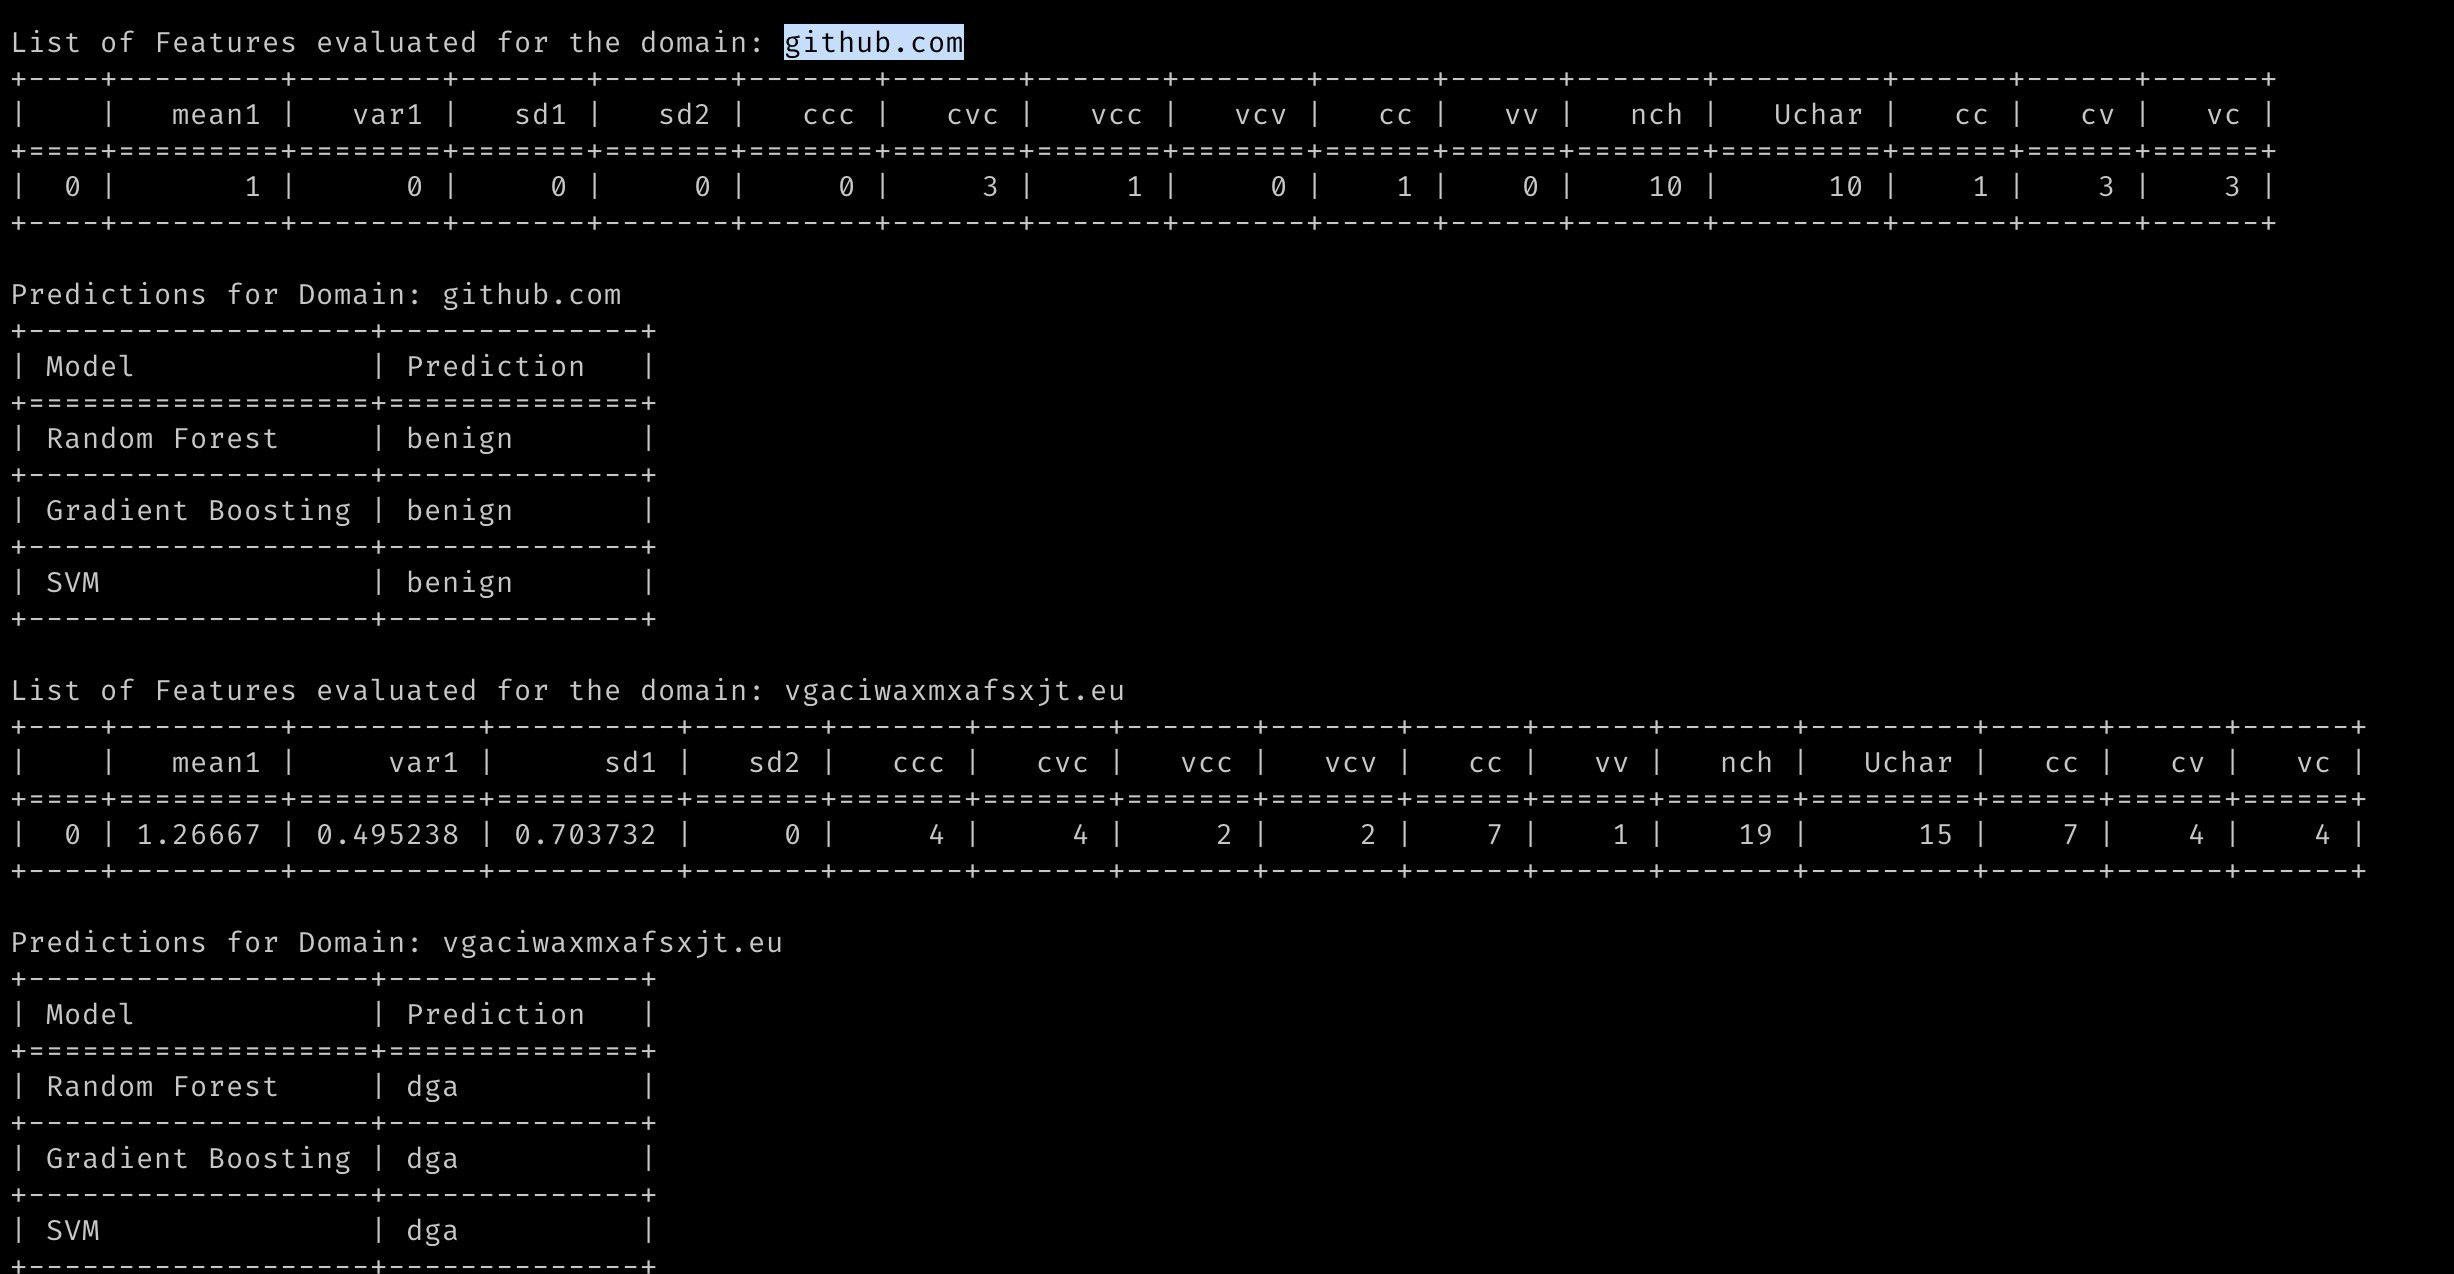 List of Features evaluated for the domain: github.com
+----+---------+--------+-------+-------+-------+-------+-------+-------+------+------+-------+---------+------+------+------+
|    |   mean1 |   var1 |   sd1 |   sd2 |   ccc |   cvc |   vcc |   vcv |   cc |   vv |   nch |   Uchar |   cc |   cv |   vc |
+====+=========+========+=======+=======+=======+=======+=======+=======+======+======+=======+=========+======+======+======+
|  0 |       1 |      0 |     0 |     0 |     0 |     3 |     1 |     0 |    1 |    0 |    10 |      10 |    1 |    3 |    3 |
+----+---------+--------+-------+-------+-------+-------+-------+-------+------+------+-------+---------+------+------+------+
Predictions for Domain: github.com
+-------------------+--------------+
| Model             | Prediction   |
+===================+==============+
| Random Forest     | benign       |
+-------------------+--------------+
| Gradient Boosting | benign       |
+-------------------+--------------+
| SVM               | benign       |
+-------------------+--------------+
List of Features evaluated for the domain: vgaciwaxmxafsxjt.eu
+----+---------+----------+----------+-------+-------+-------+-------+-------+------+------+-------+---------+------+------+------+
|    |   mean1 |     var1 |      sd1 |   sd2 |   ccc |   cvc |   vcc |   vcv |   cc |   vv |   nch |   Uchar |   cc |   cv |   vc |
+====+=========+==========+==========+=======+=======+=======+=======+=======+======+======+=======+=========+======+======+======+
|  0 | 1.26667 | 0.495238 | 0.703732 |     0 |     4 |     4 |     2 |     2 |    7 |    1 |    19 |      15 |    7 |    4 |    4 |
+----+---------+----------+----------+-------+-------+-------+-------+-------+------+------+-------+---------+------+------+------+
Predictions for Domain: vgaciwaxmxafsxjt.eu
+-------------------+--------------+
| Model             | Prediction   |
+===================+==============+
| Random Forest     | dga          |
+-------------------+--------------+
| Gradient Boosting | dga          |
+-------------------+--------------+
| SVM               | dga          |
+-------------------+--------------+